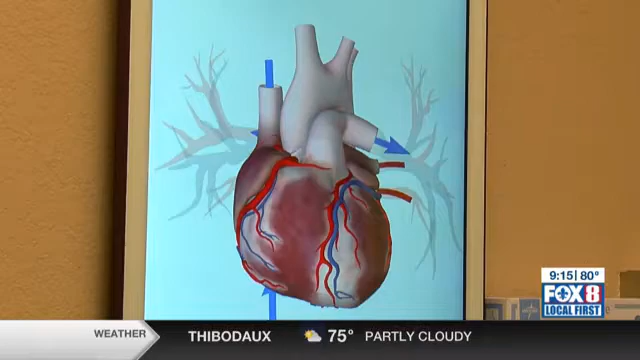 9:15 80°
FOX 8
LOCAL FIRST
WEATHER THIBODAUX 75° PARTLY CLOUDY